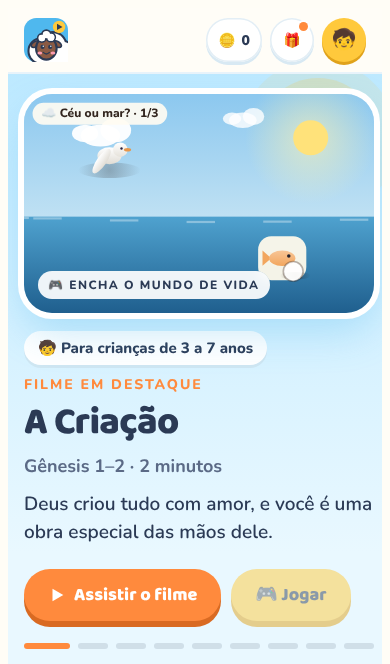 0
Céu ou mar? · 1/3
ENCHA O MUNDO DE VIDA
Para crianças de 3 a 7 anos
FILME EM DESTAQUE
A Criação
Gênesis 1–2 · 2 minutos
Deus criou tudo com amor, e você é uma
obra especial das mãos dele.
Assistir o filme
Jogar